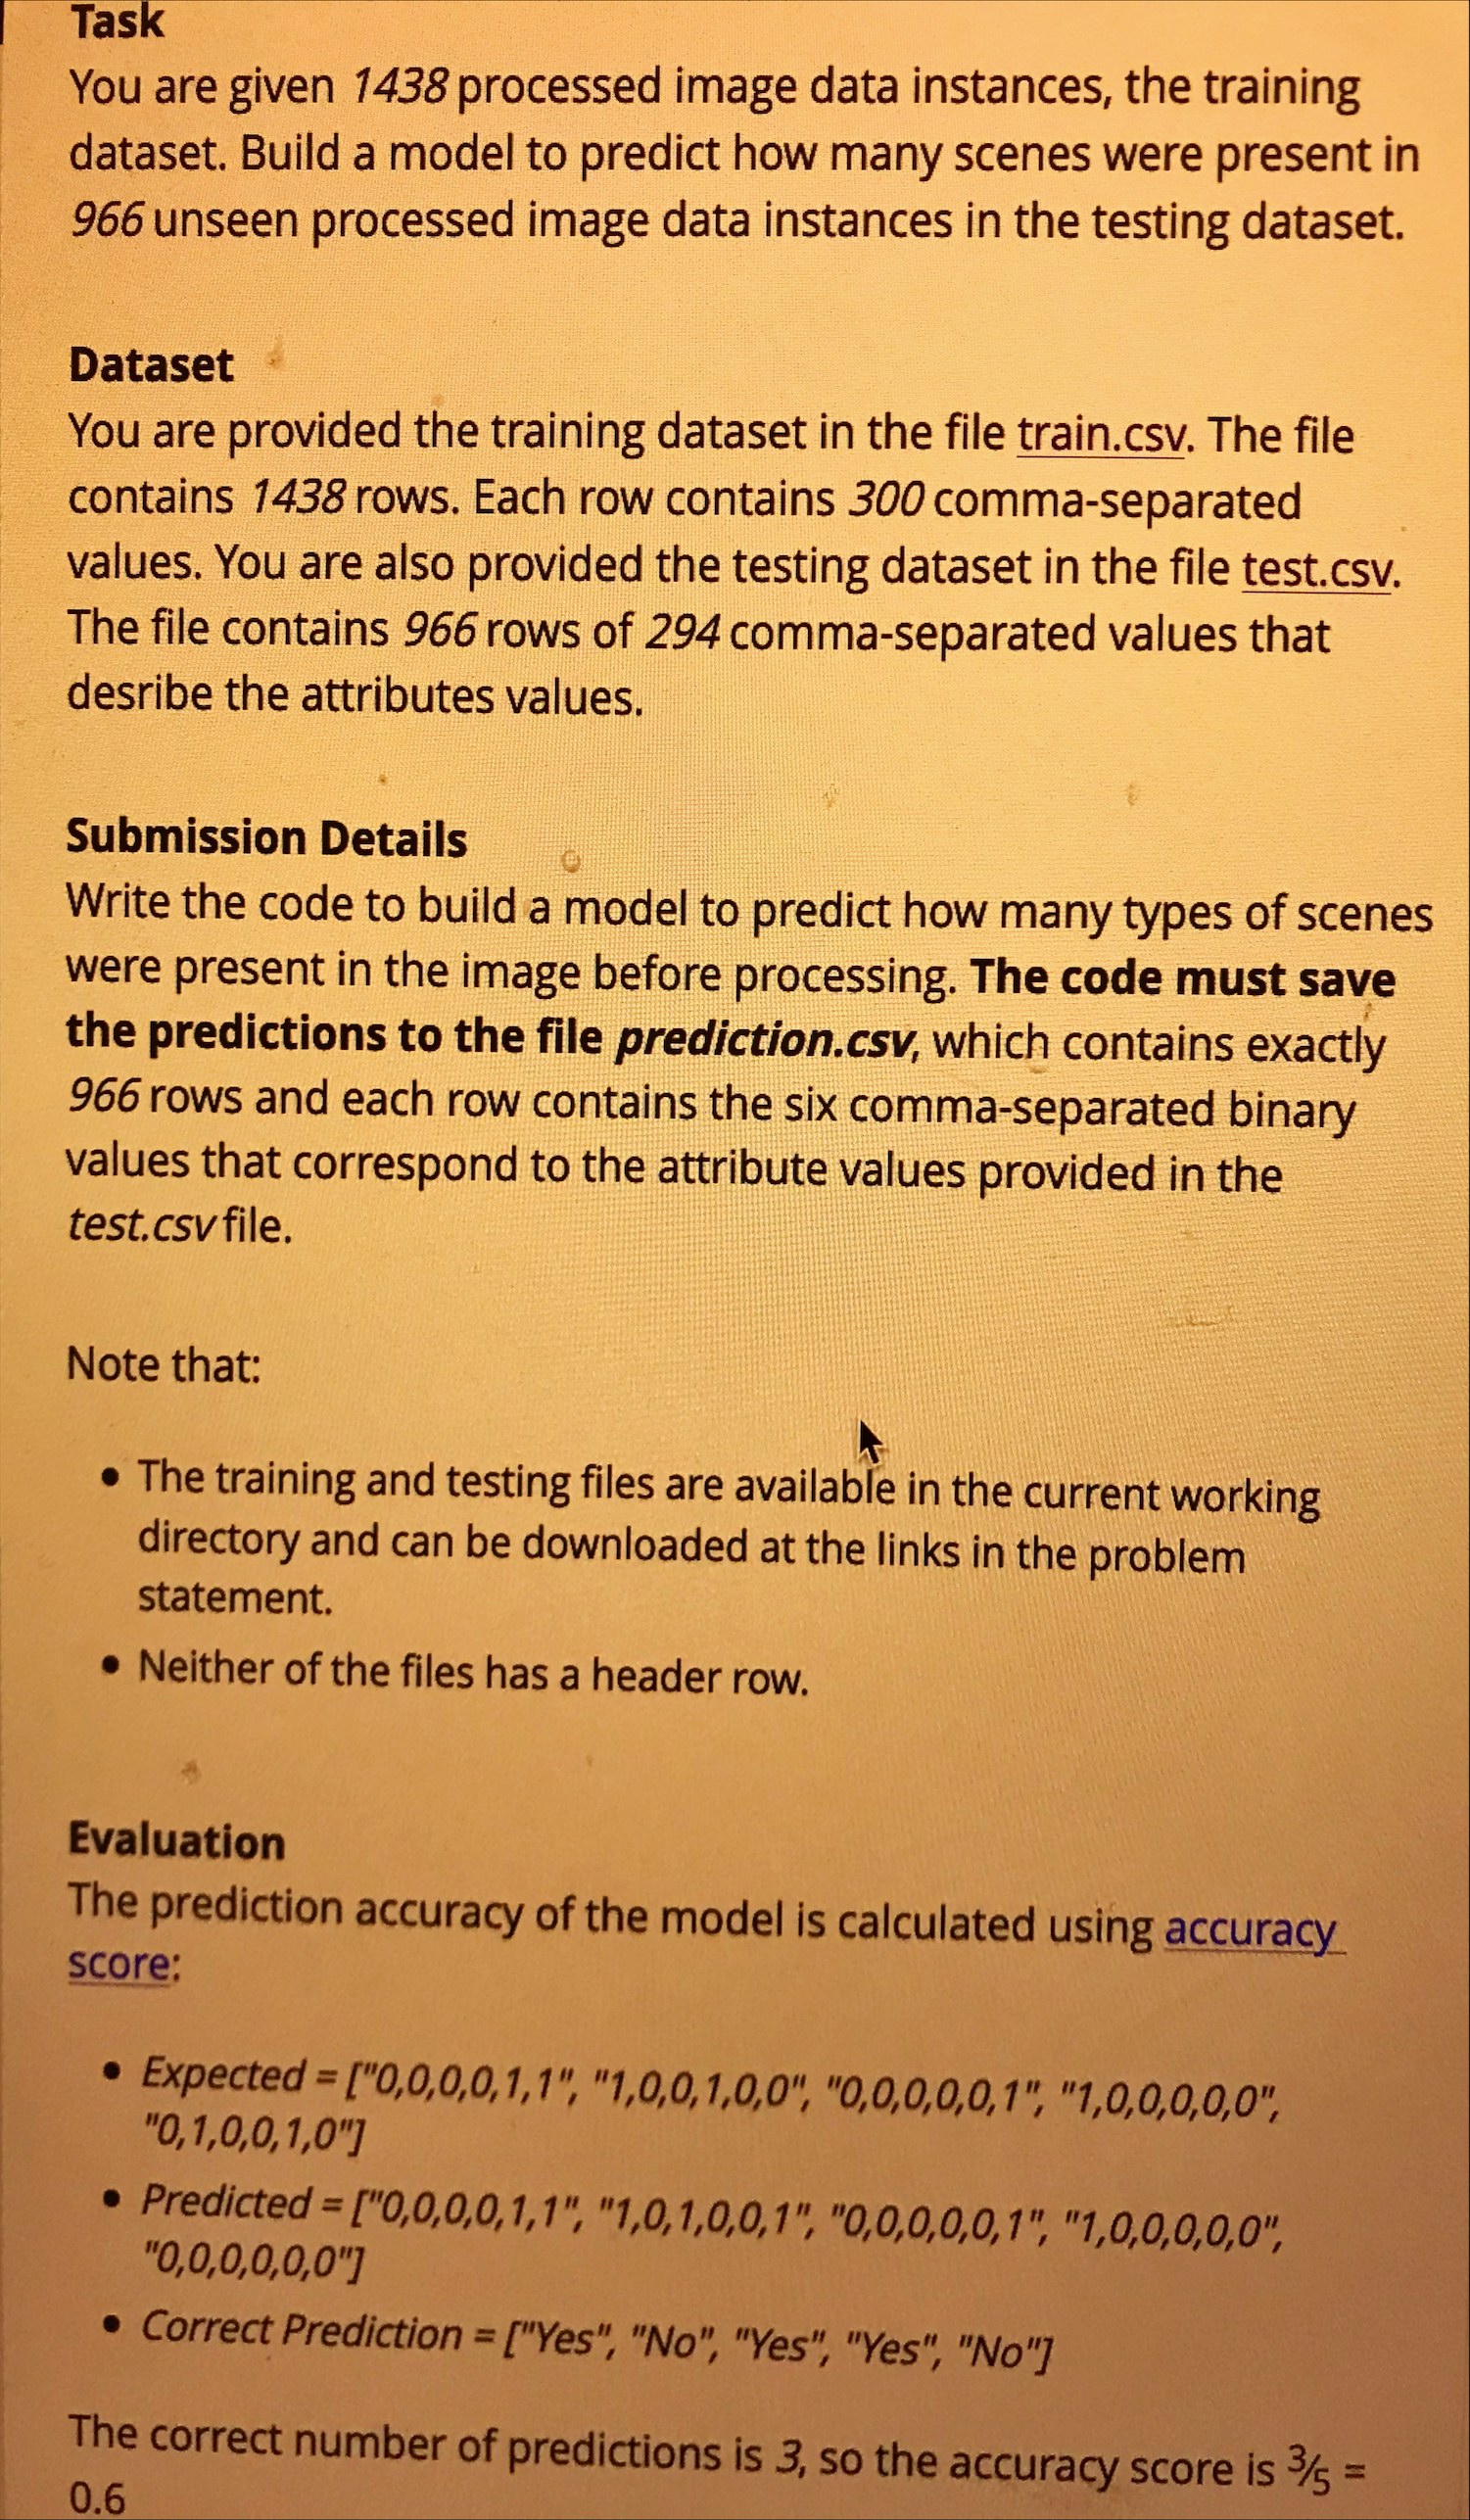 Task
You are given 1438 processed image data instances, the training
dataset. Build a model to predict how many scenes were present in
966 unseen processed image data instances in the testing dataset.
Dataset
You are provided the training dataset in the file train.csv. The file
contains 1438 rows. Each row contains 300 comma-separated
values. You are also provided the testing dataset in the file test.csv.
The file contains 966 rows of 294 comma-separated values that
desribe the attributes values.
Submission Details
Write the code to build a model to predict how many types of scenes
were present in the image before processing. The code must save
the predictions to the file prediction.csv, which contains exactly
966 rows and each row contains the six comma-separated binary
values that correspond to the attribute values provided in the
test.csv file.
Note that:
• The training and testing files are available in the current working
directory and can be downloaded at the links in the problem
statement.
• Neither of the files has a header row.
Evaluation
The prediction accuracy of the model is calculated using accuracy
score:
• Expected = ["0,0,0,0,1,1", "1,0,0,1,0,0", "0,0,0,0,0,1", "1,0,0,0,0,0",
"0,1,0,0,1,0"]
• Predicted = ["0,0,0,0,1,1", "1,0,1,0,0,1", "0,0,0,0,0,1", "1,0,0,0,0,0",
"0,0,0,0,0,0"]
• Correct Prediction = ["Yes", "No", "Yes", "Yes", "No"]
The correct number of predictions is 3, so the accuracy score is ⅗ =
0.6